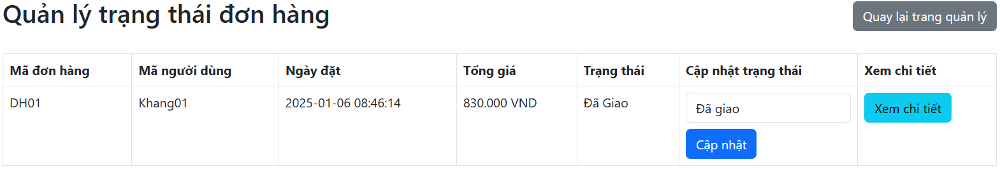 Quản lý trạng thái đơn hàng
Quay lại trang quản lý
Mã đơn hàng Mã người dùng Ngày đặt Tổng giá Trạng thái Cập nhật trạng thái Xem chi tiết
DH01 Khang01 2025-01-06 08:46:14 830.000 VND Đã Giao Đã giao Xem chi tiết
Cập nhật